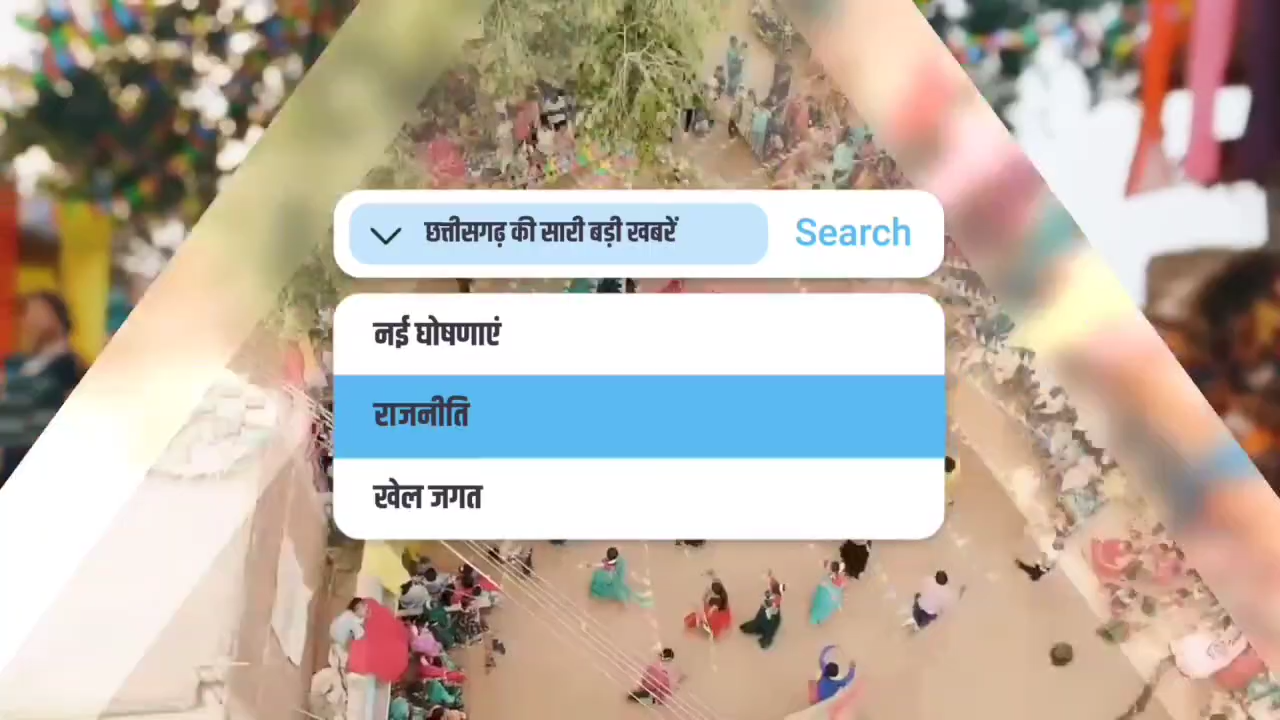 छत्तीसगढ़ की सारी बड़ी खबरें
Search
नई घोषणाएं
राजनीति
खेल जगत